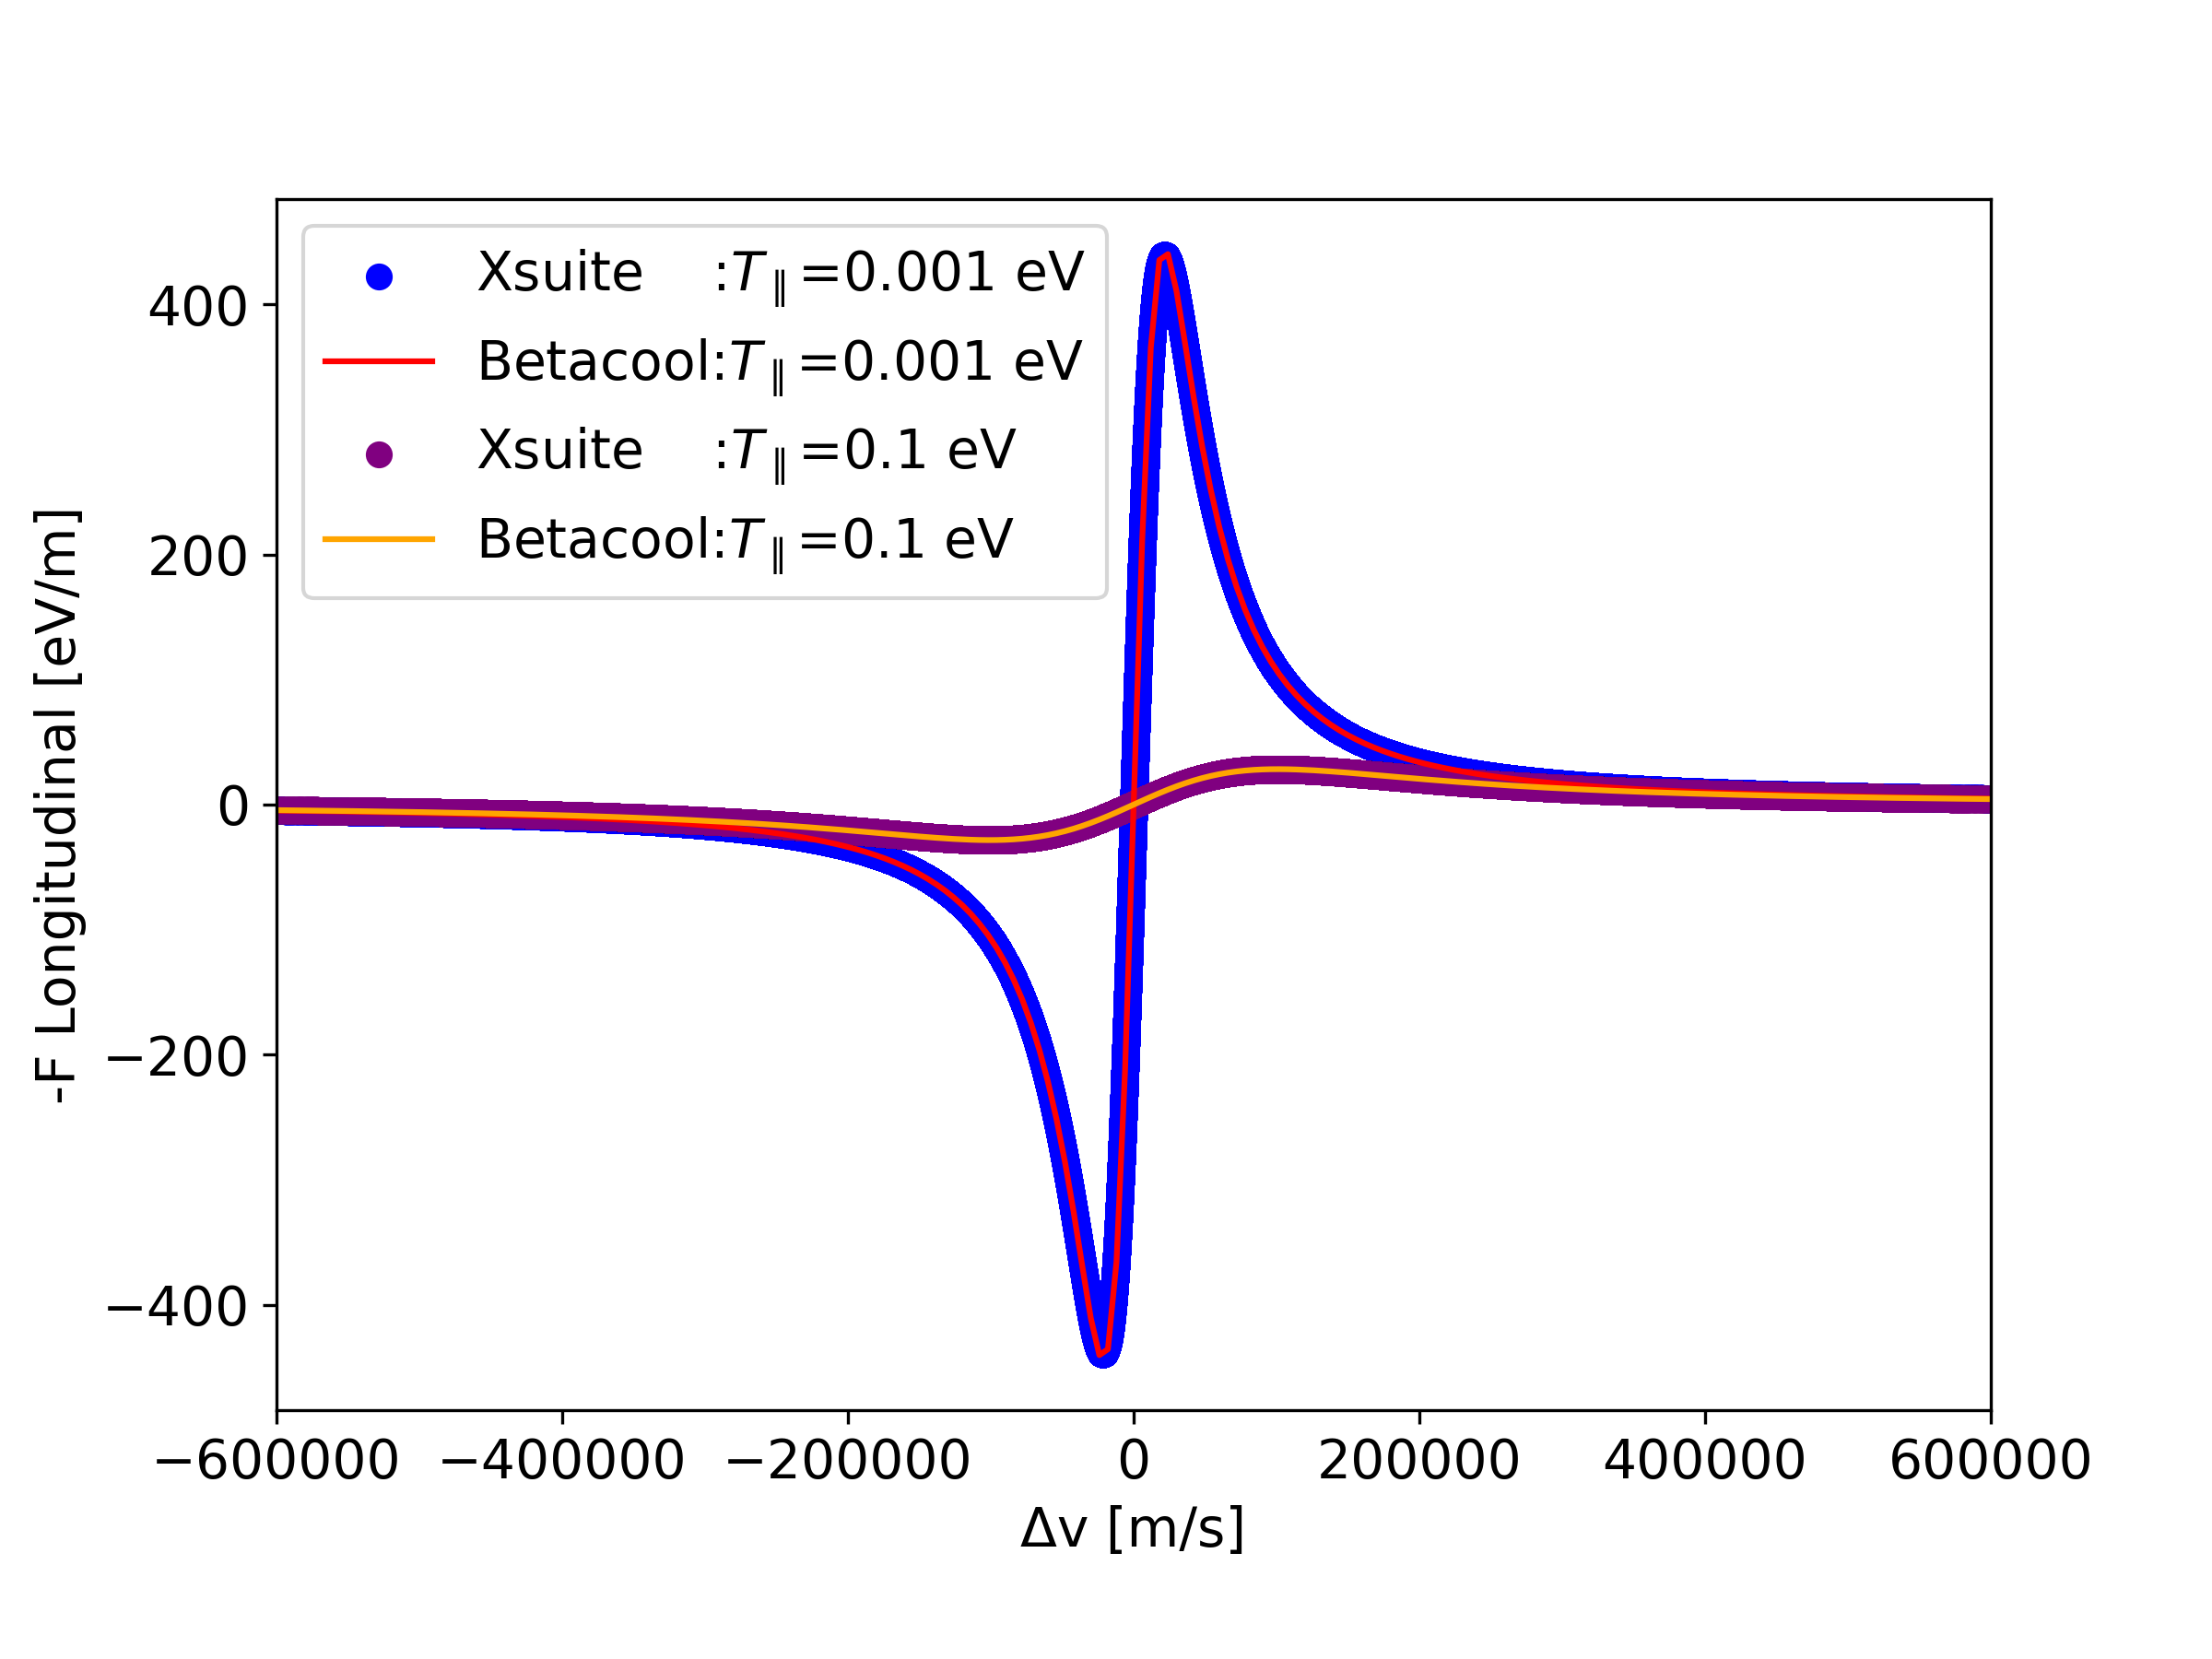 Xsuite    :T∥=0.001 eV
Betacool:T∥=0.001 eV
Xsuite    :T∥=0.1 eV
Betacool:T∥=0.1 eV
-F Longitudinal [eV/m]
400
200
0
−200
−400
−600000 −400000 −200000 0 200000 400000 600000
Δv [m/s]